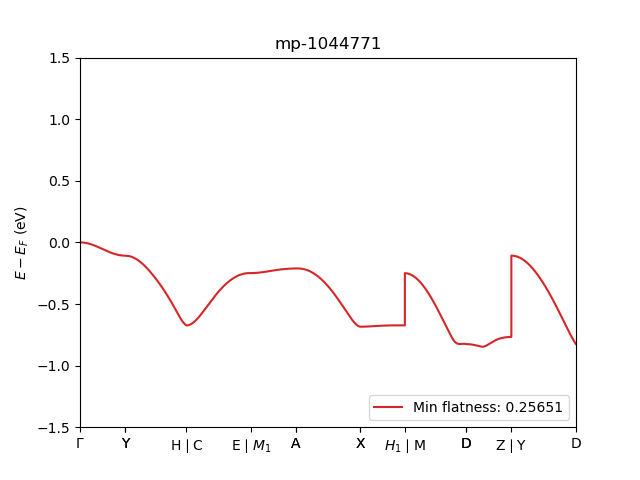 mp-1044771
E − E_F (eV)
1.5
1.0
0.5
0.0
−0.5
−1.0
−1.5
Min flatness: 0.25651
Γ Y H | C E | M₁ A X H₁ | M D Z | Y D